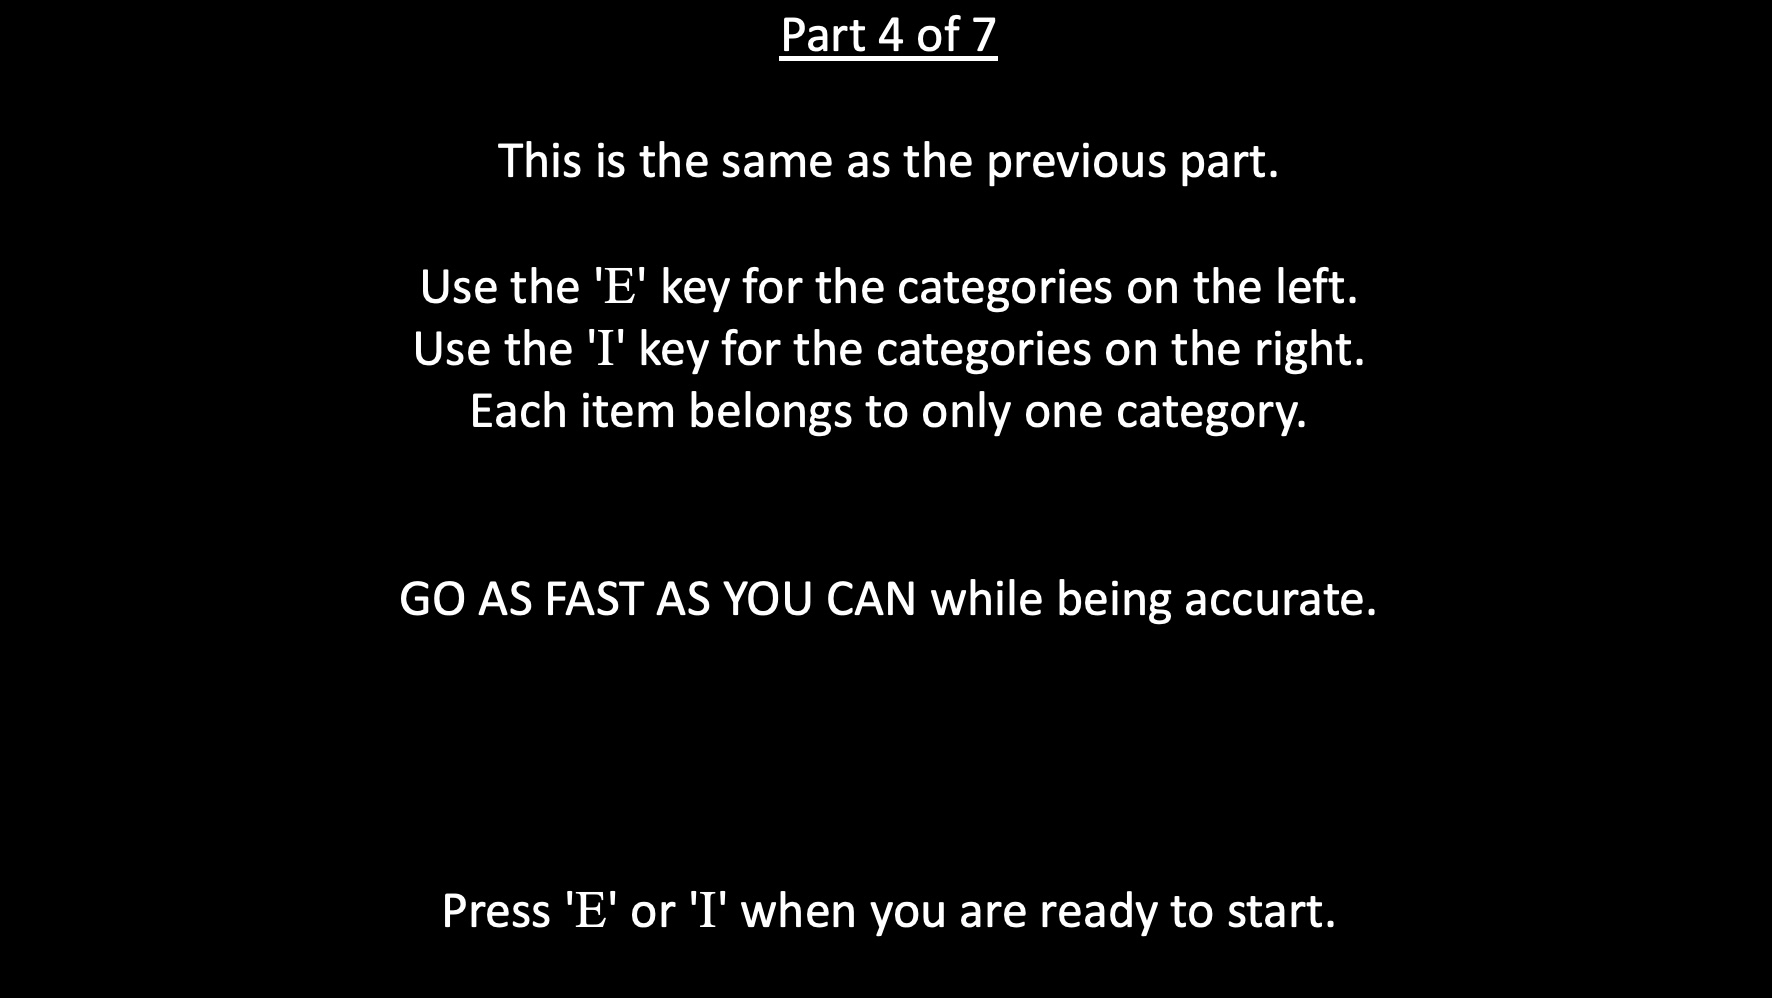 Part 4 of 7
This is the same as the previous part.
Use the 'E' key for the categories on the left.
Use the 'I' key for the categories on the right.
Each item belongs to only one category.
GO AS FAST AS YOU CAN while being accurate.
Press 'E' or 'I' when you are ready to start.